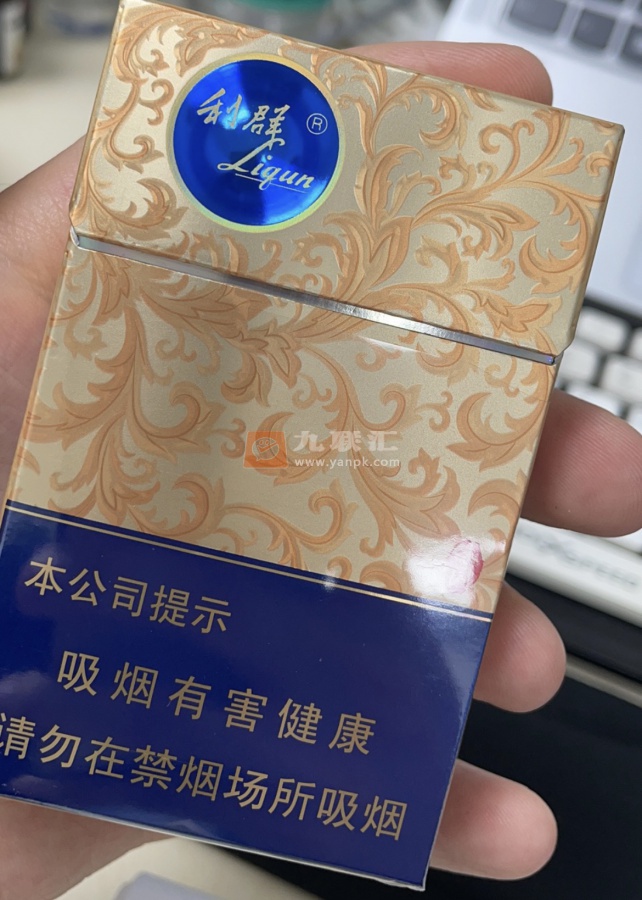 利群
®
Liqun
九联汇
www.yanpk.com
本公司提示
吸烟有害健康
请勿在禁烟场所吸烟